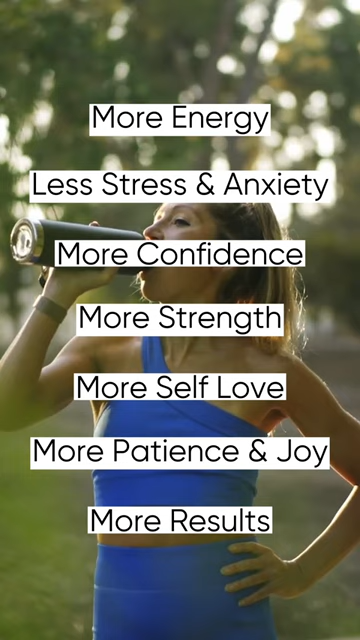 More Energy
Less Stress & Anxiety
More Confidence
More Strength
More Self Love
More Patience & Joy
More Results